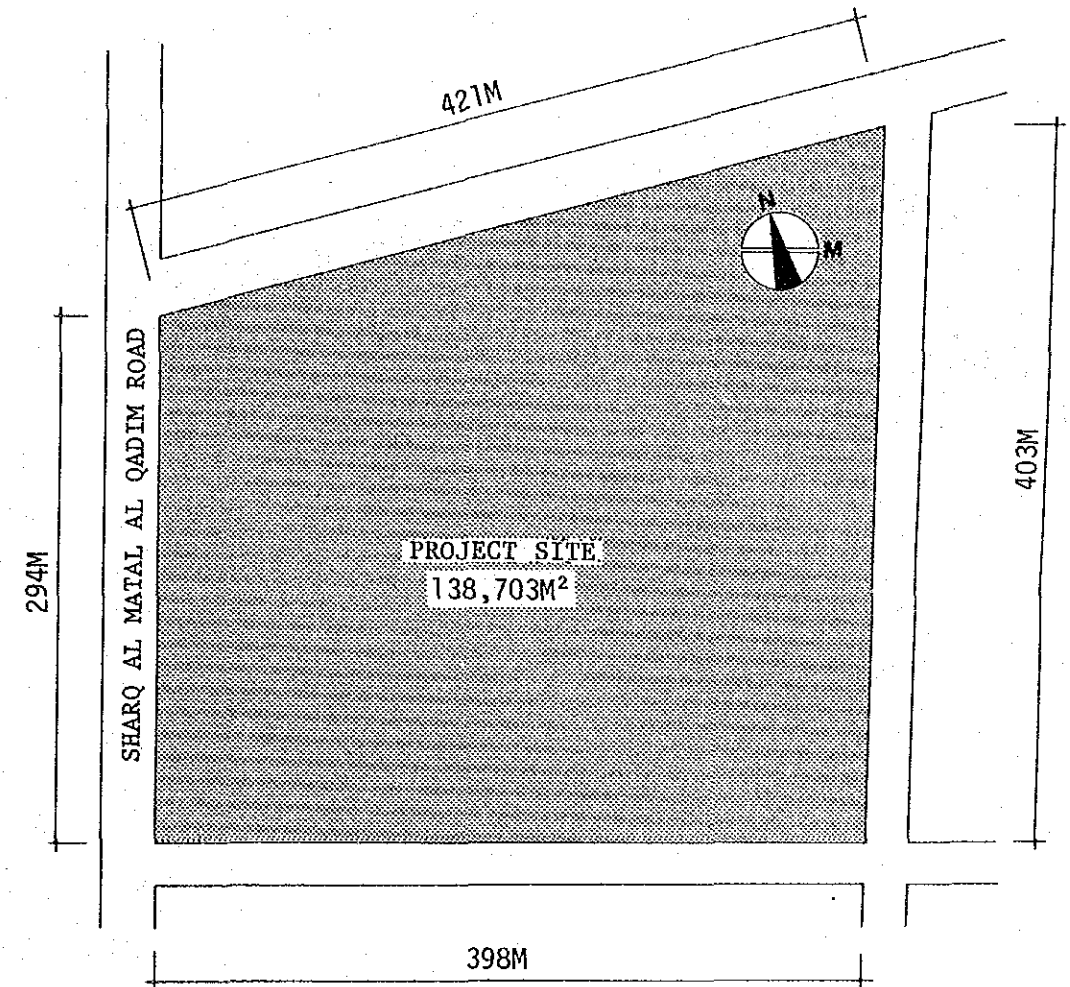 421M
N
M
SHARQ AL MATAL AL QADIM ROAD
294M
403M
PROJECT SITE
138,703M²
398M